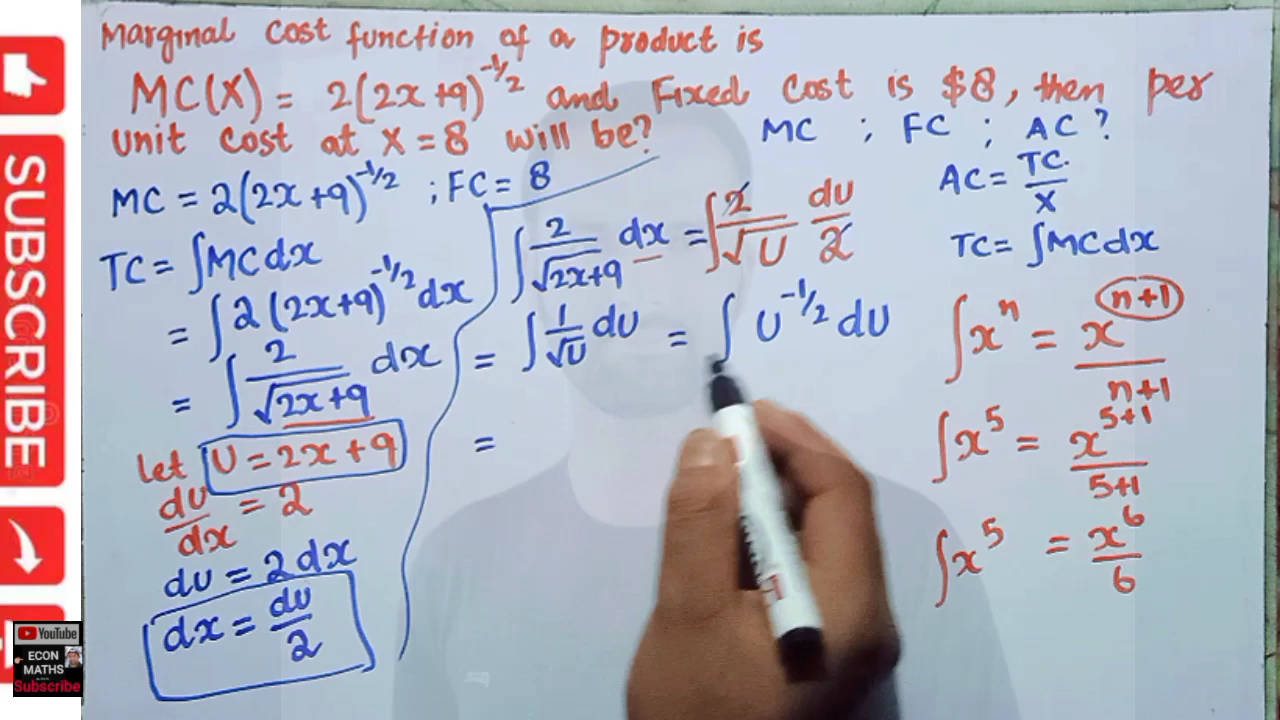 Marginal cost function of a product is
MC(X) = 2(2x+9)^-1/2 and Fixed cost is $8, then per
unit cost at x = 8 will be?
MC ; FC ; AC?
MC = 2(2x+9)^-1/2 ; FC = 8
TC = ∫MCdx
= ∫2(2x+9)^-1/2 dx
= ∫ 2/√2x+9 dx
let U = 2x+9
du/dx = 2
du = 2dx
dx = du/2
∫ 2/√2x+9 dx = ∫ 2/√U du/2
= ∫ 1/√U du = ∫ U^-1/2 dU
=
AC = TC/x
TC = ∫MCdx
∫x^n = x^n+1/n+1
∫x^5 = x^5+1/5+1
∫x^5 = x^6/6
SUBSCRIBE
YouTube
ECON
MATHS
Subscribe